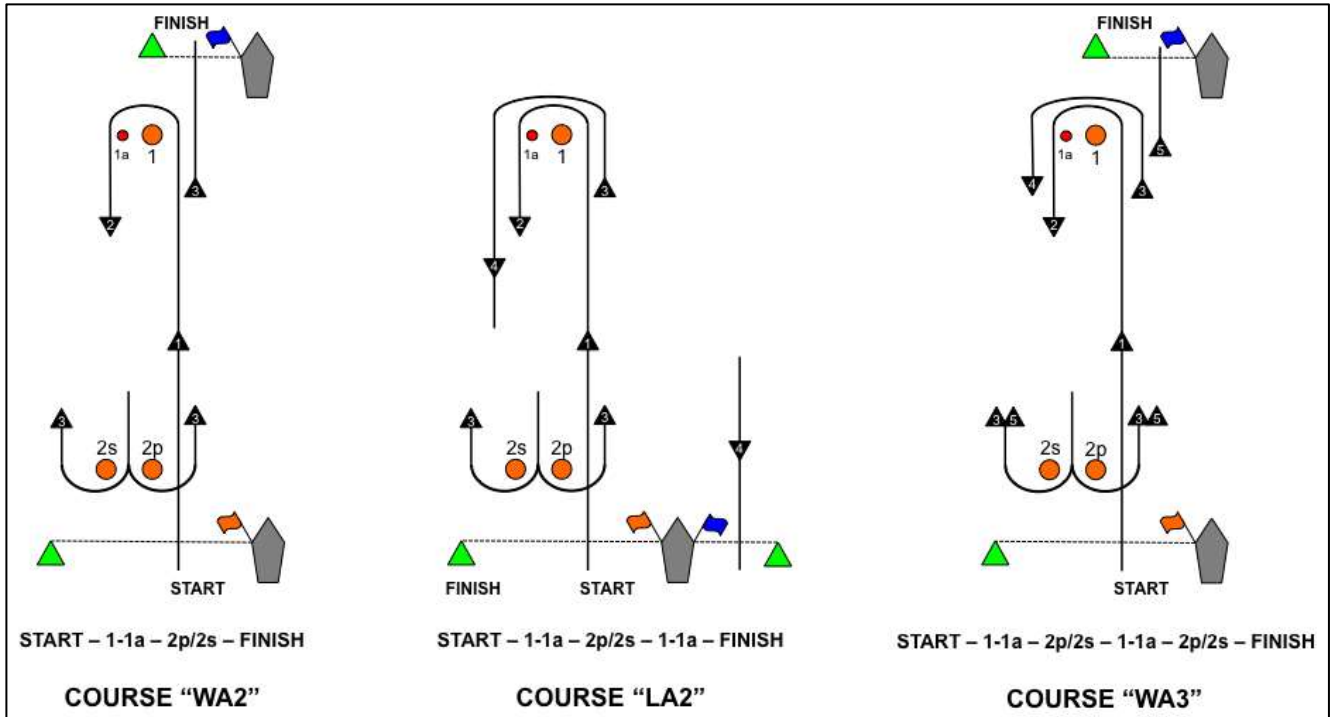 FINISH
1a 1
2
3
1
3
3
2s 2p
START
START – 1-1a – 2p/2s – FINISH
COURSE “WA2”
1a 1
3
2
4
1
3
3
4
2s 2p
FINISH
START
START – 1-1a – 2p/2s – 1-1a – FINISH
COURSE “LA2”
FINISH
1a 1
5
4
3
2
1
3 5
3 5
2s 2p
START
START – 1-1a – 2p/2s – 1-1a – 2p/2s – FINISH
COURSE “WA3”